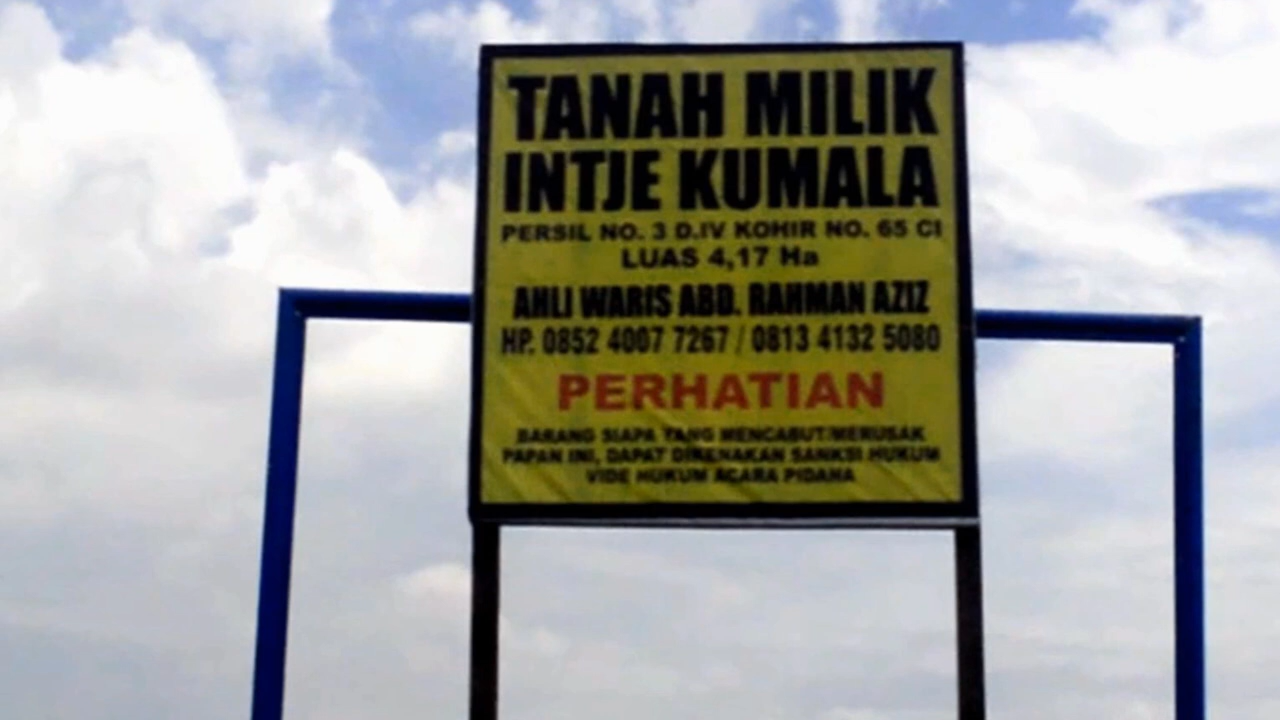 TANAH MILIK
INTJE KUMALA
PERSIL NO. 3 D.IV KOHIR NO. 65 CI
LUAS 4,17 Ha
AHLI WARIS ABD. RAHMAN AZIZ
HP. 0852 4007 7267 / 0813 4132 5080
PERHATIAN
BARANG SIAPA YANG MENCABUT/MERUSAK
PAPAN INI, DAPAT DIKENAKAN SANKSI HUKUM
VIDE HUKUM ACARA PIDANA